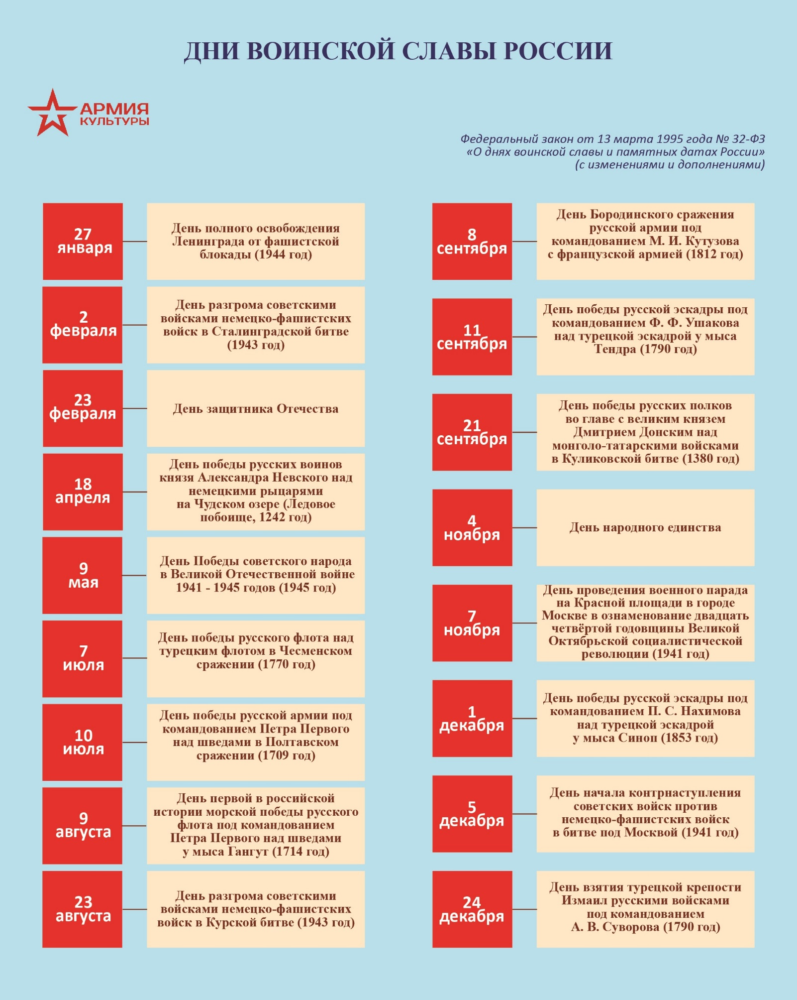 ДНИ ВОИНСКОЙ СЛАВЫ РОССИИ
АРМИЯ
КУЛЬТУРЫ
Федеральный закон от 13 марта 1995 года № 32-ФЗ
«О днях воинской славы и памятных датах России»
(с изменениями и дополнениями)
27
января
День полного освобождения
Ленинграда от фашистской
блокады (1944 год)
2
февраля
День разгрома советскими
войсками немецко-фашистских
войск в Сталинградской битве
(1943 год)
23
февраля
День защитника Отечества
18
апреля
День победы русских воинов
князя Александра Невского над
немецкими рыцарями
на Чудском озере (Ледовое
побоище, 1242 год)
9
мая
День Победы советского народа
в Великой Отечественной войне
1941 - 1945 годов (1945 год)
7
июля
День победы русского флота над
турецким флотом в Чесменском
сражении (1770 год)
10
июля
День победы русской армии под
командованием Петра Первого
над шведами в Полтавском
сражении (1709 год)
9
августа
День первой в российской
истории морской победы русского
флота под командованием
Петра Первого над шведами
у мыса Гангут (1714 год)
23
августа
День разгрома советскими
войсками немецко-фашистских
войск в Курской битве (1943 год)
8
сентября
День Бородинского сражения
русской армии под
командованием М. И. Кутузова
с французской армией (1812 год)
11
сентября
День победы русской эскадры под
командованием Ф. Ф. Ушакова
над турецкой эскадрой у мыса
Тендра (1790 год)
21
сентября
День победы русских полков
во главе с великим князем
Дмитрием Донским над
монголо-татарскими войсками
в Куликовской битве (1380 год)
4
ноября
День народного единства
7
ноября
День проведения военного парада
на Красной площади в городе
Москве в ознаменование двадцать
четвёртой годовщины Великой
Октябрьской социалистической
революции (1941 год)
1
декабря
День победы русской эскадры под
командованием П. С. Нахимова
над турецкой эскадрой
у мыса Синоп (1853 год)
5
декабря
День начала контрнаступления
советских войск против
немецко-фашистских войск
в битве под Москвой (1941 год)
24
декабря
День взятия турецкой крепости
Измаил русскими войсками
под командованием
А. В. Суворова (1790 год)